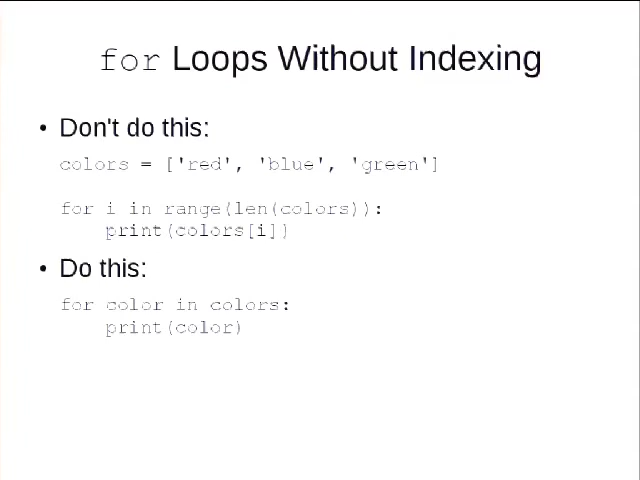 for Loops Without Indexing
• Don't do this:
colors = ['red', 'blue', 'green']
for i in range(len(colors)):
    print(colors[i])
• Do this:
for color in colors:
    print(color)